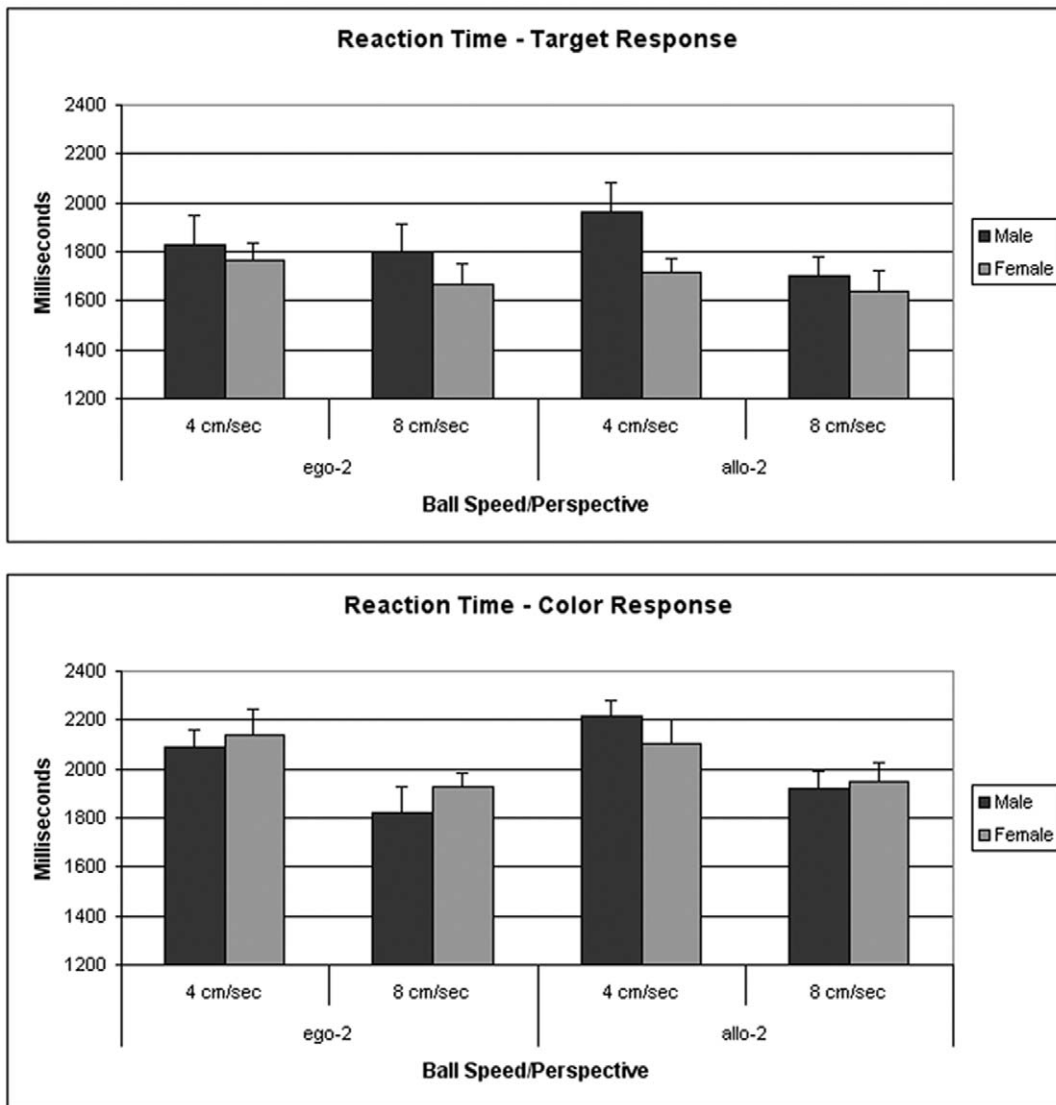 Reaction Time - Target Response
2400
2200
2000
1800
1600
1400
1200
Milliseconds
4 cm/sec 8 cm/sec 4 cm/sec 8 cm/sec
ego-2 allo-2
Ball Speed/Perspective
Male
Female
Reaction Time - Color Response
2400
2200
2000
1800
1600
1400
1200
Milliseconds
4 cm/sec 8 cm/sec 4 cm/sec 8 cm/sec
ego-2 allo-2
Ball Speed/Perspective
Male
Female